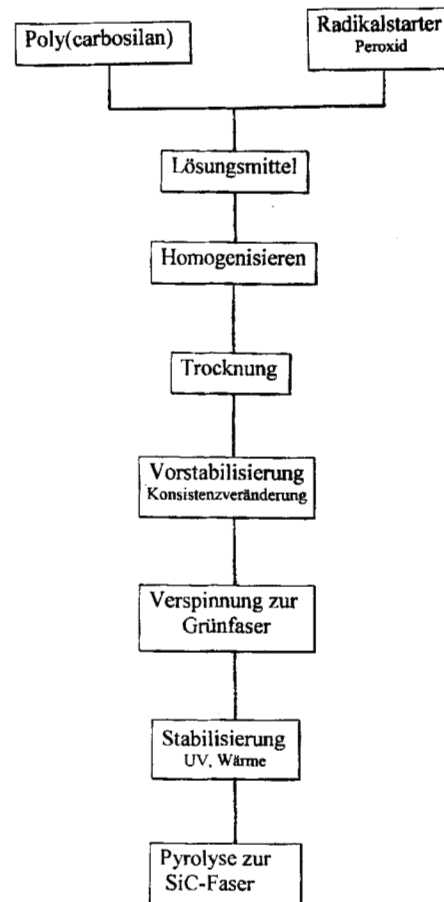 Poly(carbosilan)
Radikalstarter
Peroxid
Lösungsmittel
Homogenisieren
Trocknung
Vorstabilisierung
Konsistenzveränderung
Verspinnung zur
Grünfaser
Stabilisierung
UV, Wärme
Pyrolyse zur
SiC-Faser